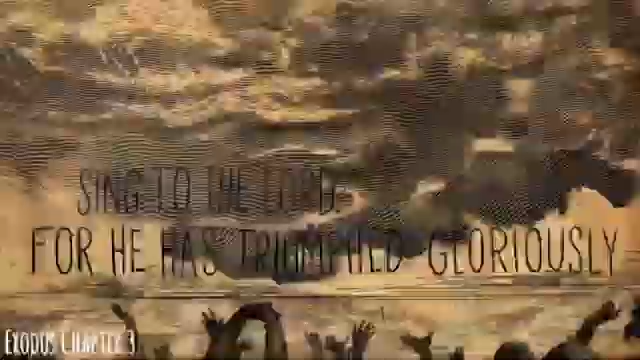 SING TO THE LORD
FOR HE HAS TRIUMPHED GLORIOUSLY
EXODUS CHAPTER 3